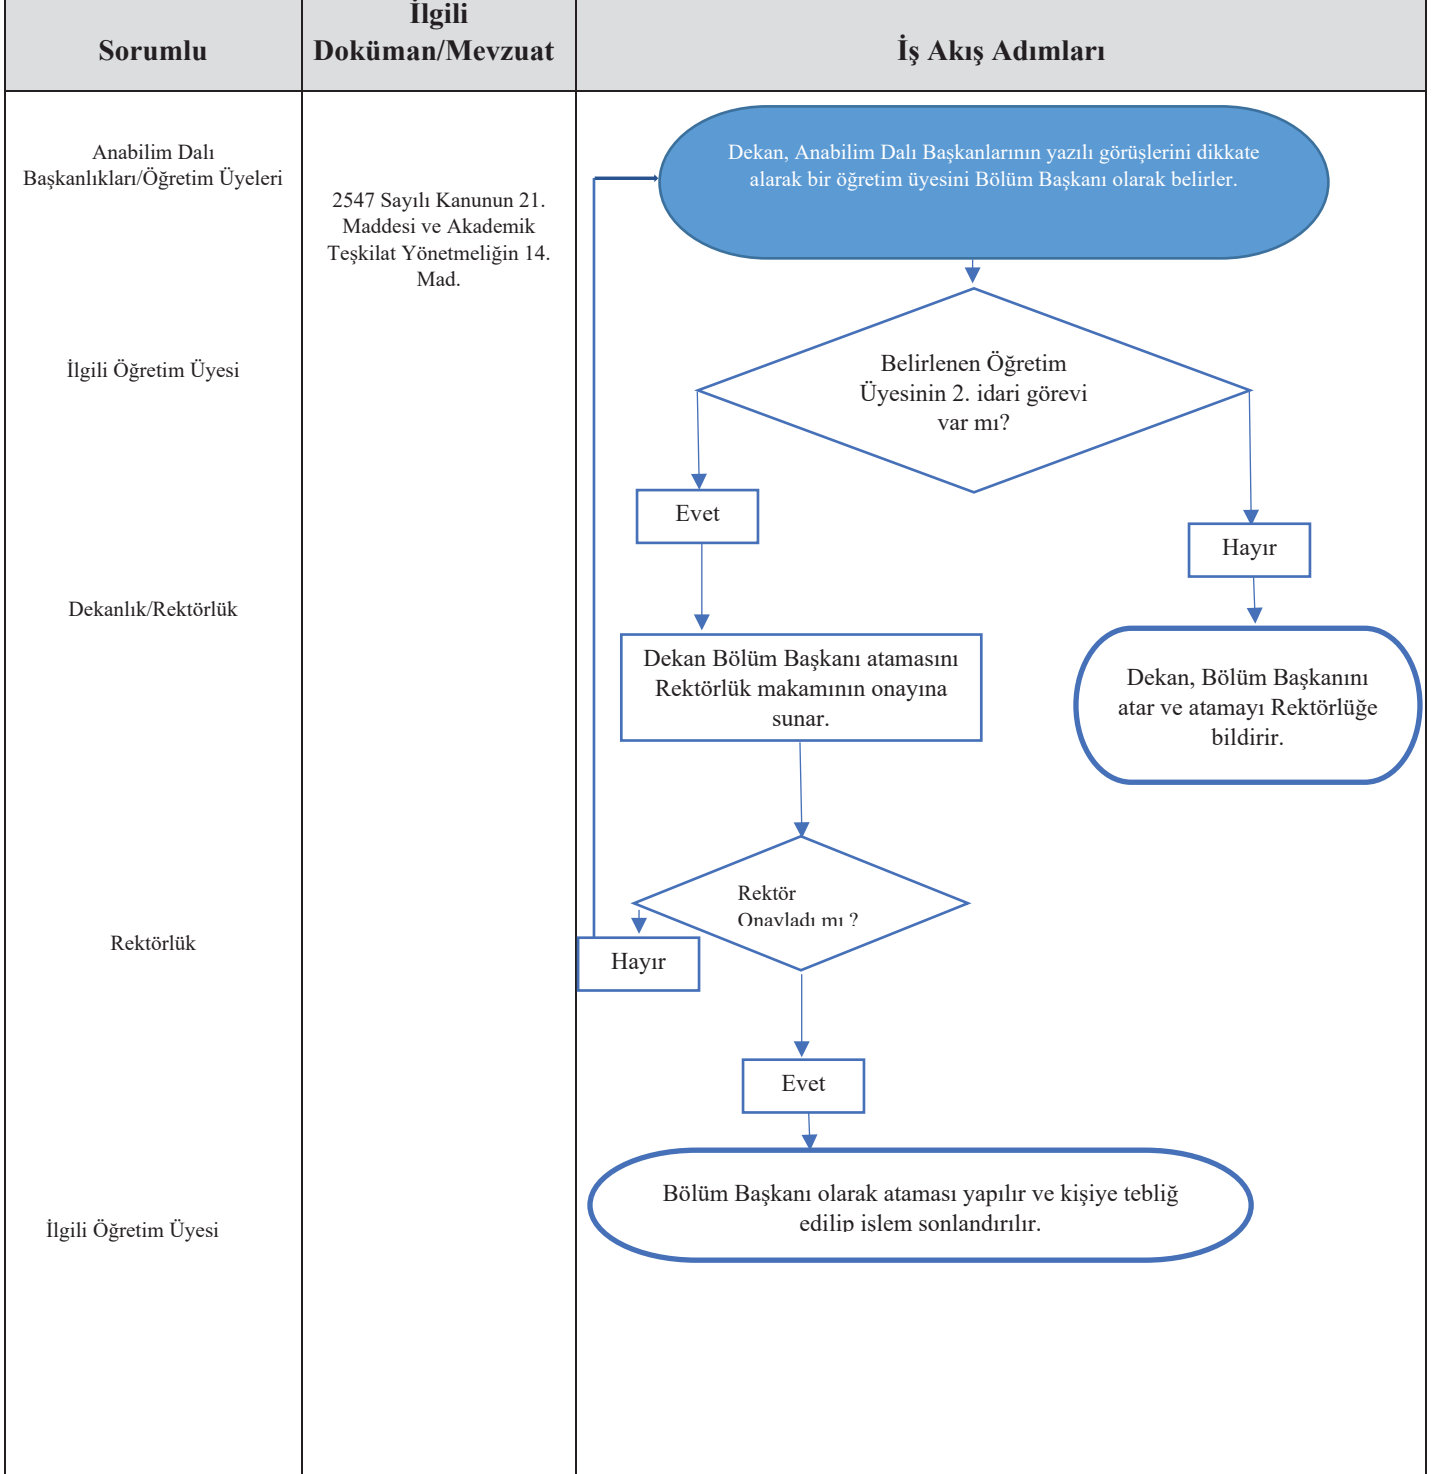 İlgili
Sorumlu
Doküman/Mevzuat
İş Akış Adımları
Anabilim Dalı
Başkanlıkları/Öğretim Üyeleri
2547 Sayılı Kanunun 21.
Maddesi ve Akademik
Teşkilat Yönetmeliğin 14.
Mad.
Dekan, Anabilim Dalı Başkanlarının yazılı görüşlerini dikkate
alarak bir öğretim üyesini Bölüm Başkanı olarak belirler.
İlgili Öğretim Üyesi
Belirlenen Öğretim
Üyesinin 2. idari görevi
var mı?
Evet
Hayır
Dekanlık/Rektörlük
Dekan Bölüm Başkanı atamasını
Rektörlük makamının onayına
sunar.
Dekan, Bölüm Başkanını
atar ve atamayı Rektörlüğe
bildirir.
Rektörlük
Rektör
Onayladı mı ?
Hayır
Evet
İlgili Öğretim Üyesi
Bölüm Başkanı olarak ataması yapılır ve kişiye tebliğ
edilip işlem sonlandırılır.